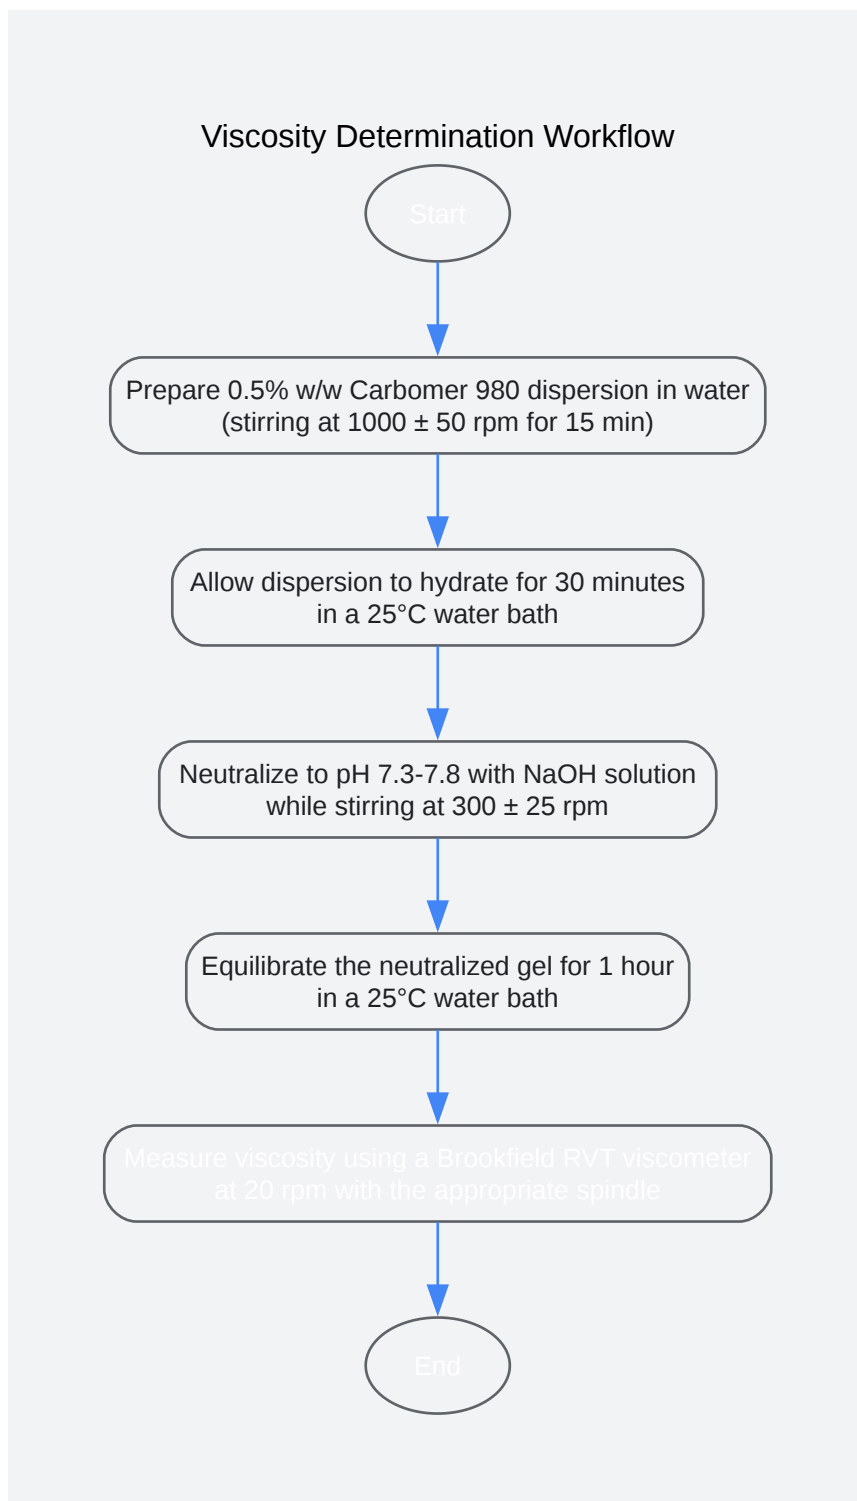 Viscosity Determination Workflow
Start
Prepare 0.5% w/w Carbomer 980 dispersion in water
(stirring at 1000 ± 50 rpm for 15 min)
Allow dispersion to hydrate for 30 minutes
in a 25°C water bath
Neutralize to pH 7.3-7.8 with NaOH solution
while stirring at 300 ± 25 rpm
Equilibrate the neutralized gel for 1 hour
in a 25°C water bath
Measure viscosity using a Brookfield RVT viscometer
at 20 rpm with the appropriate spindle
End